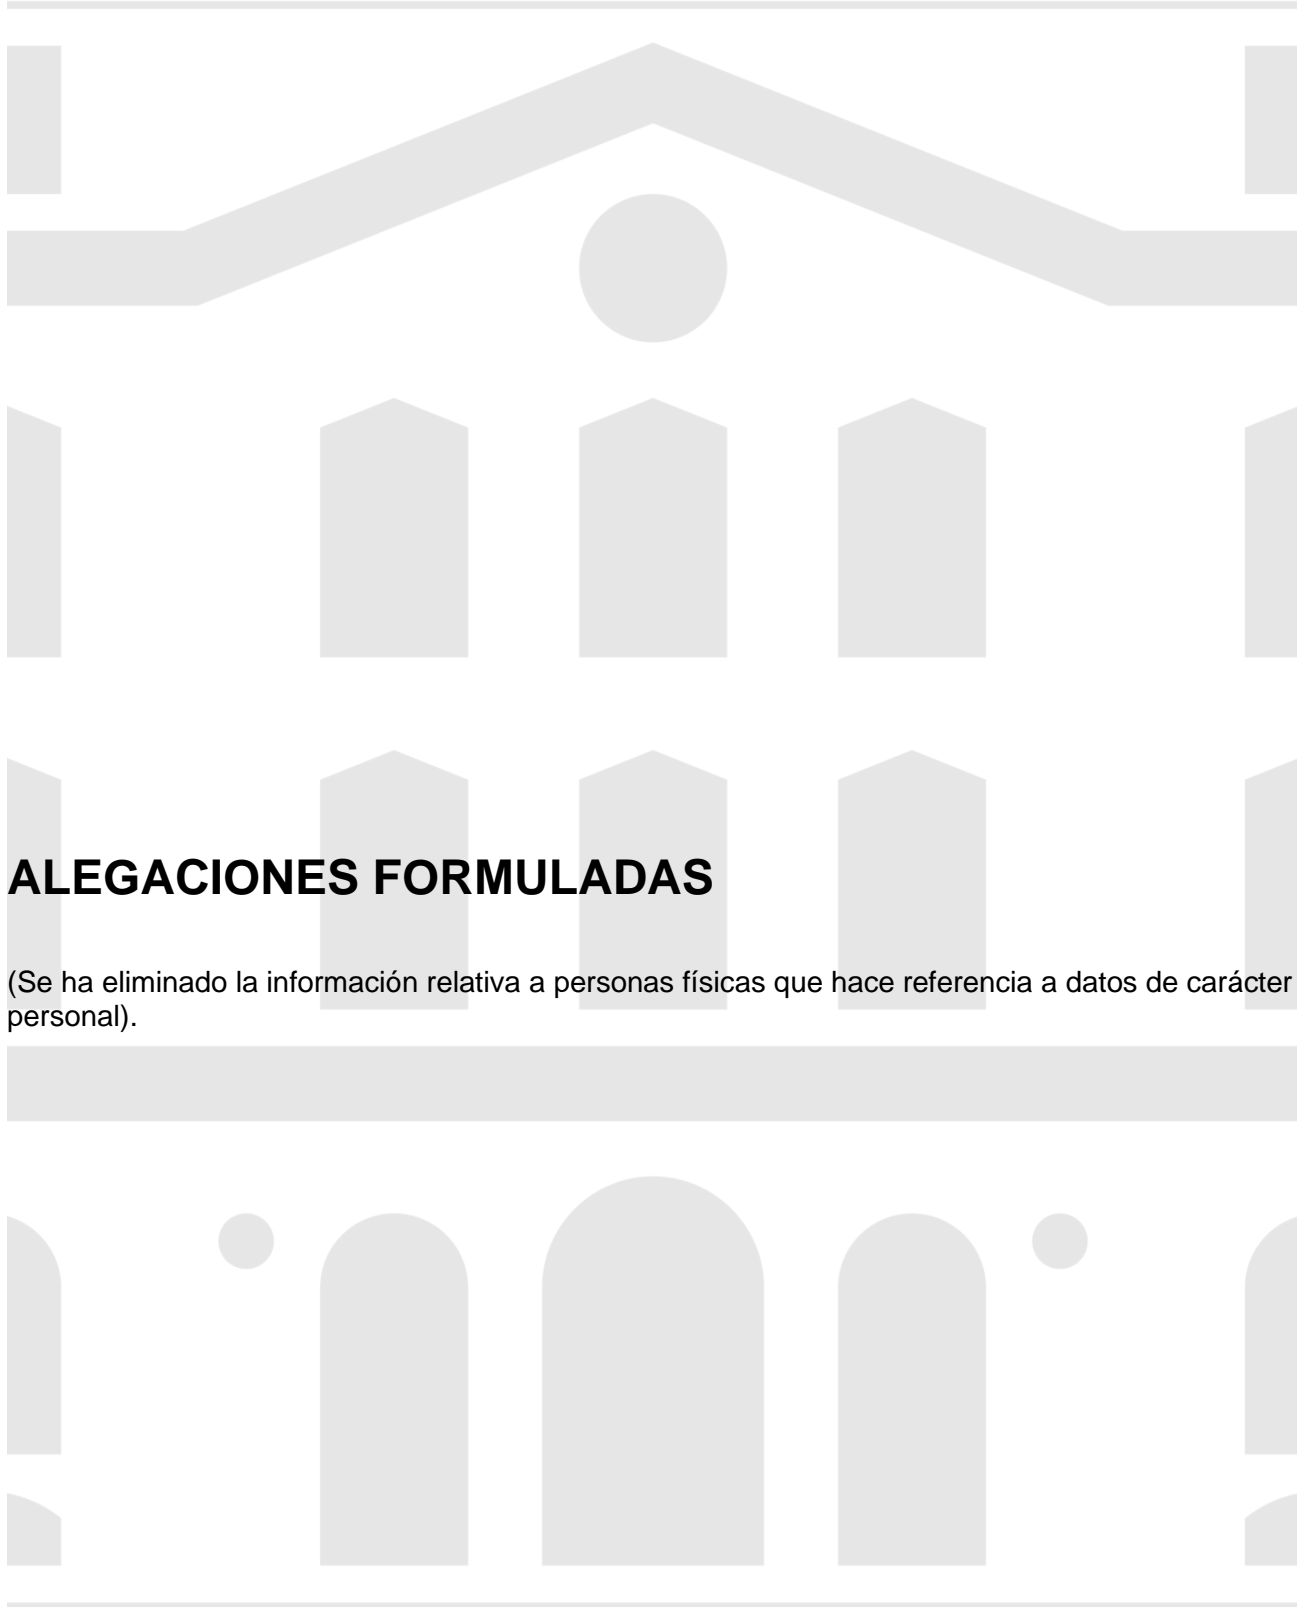 ALEGACIONES FORMULADAS
(Se ha eliminado la información relativa a personas físicas que hace referencia a datos de carácter
personal).